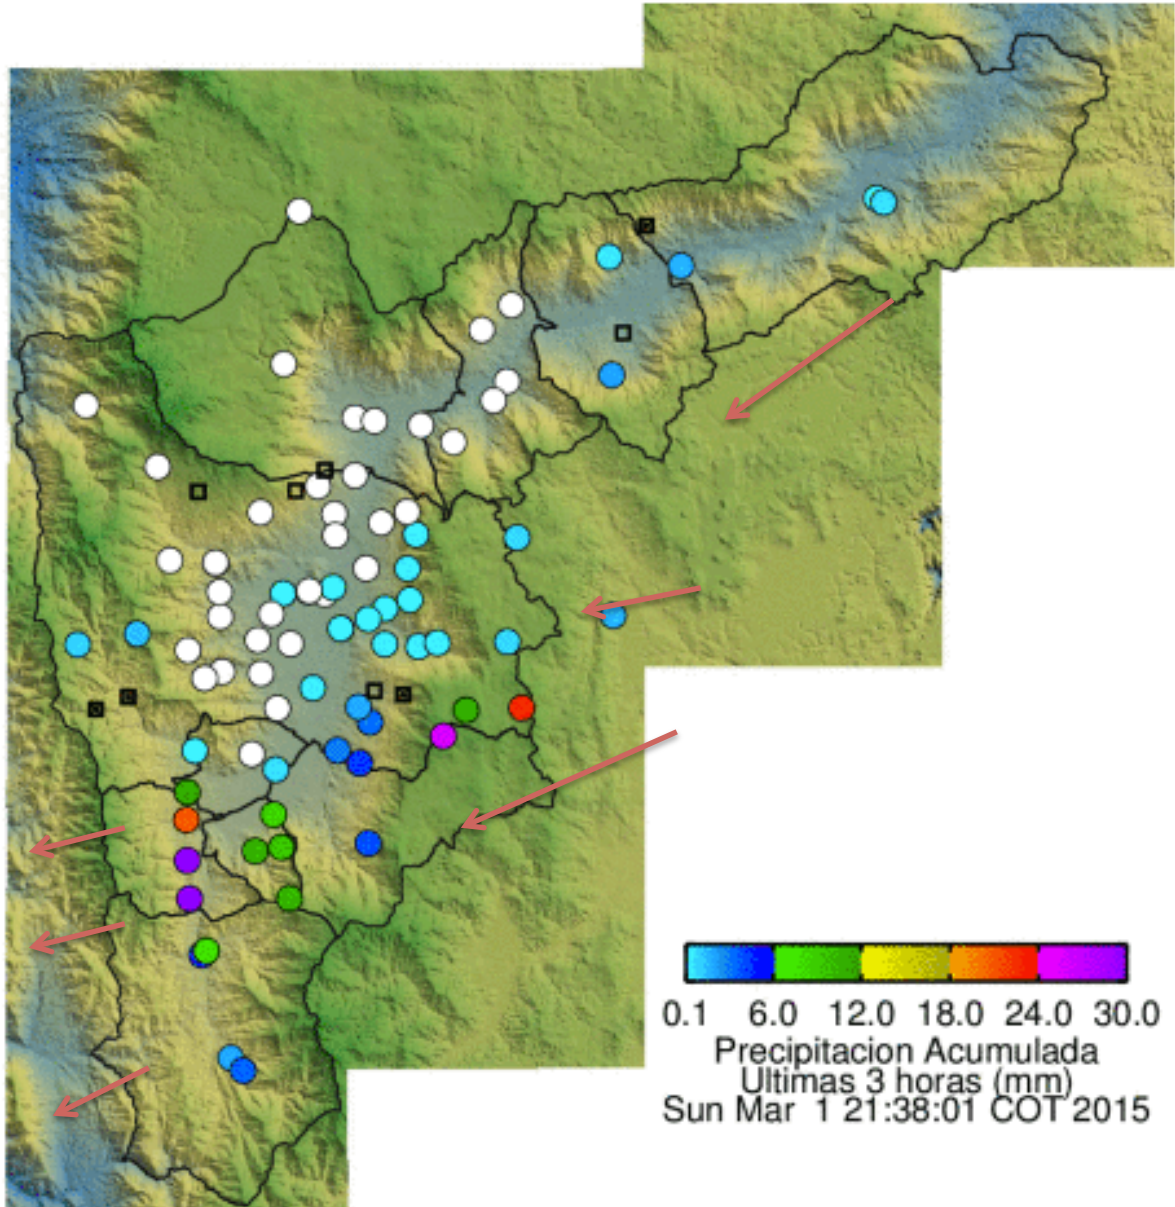 0.1 6.0 12.0 18.0 24.0 30.0
Precipitacion Acumulada
Ultimas 3 horas (mm)
Sun Mar 1 21:38:01 COT 2015